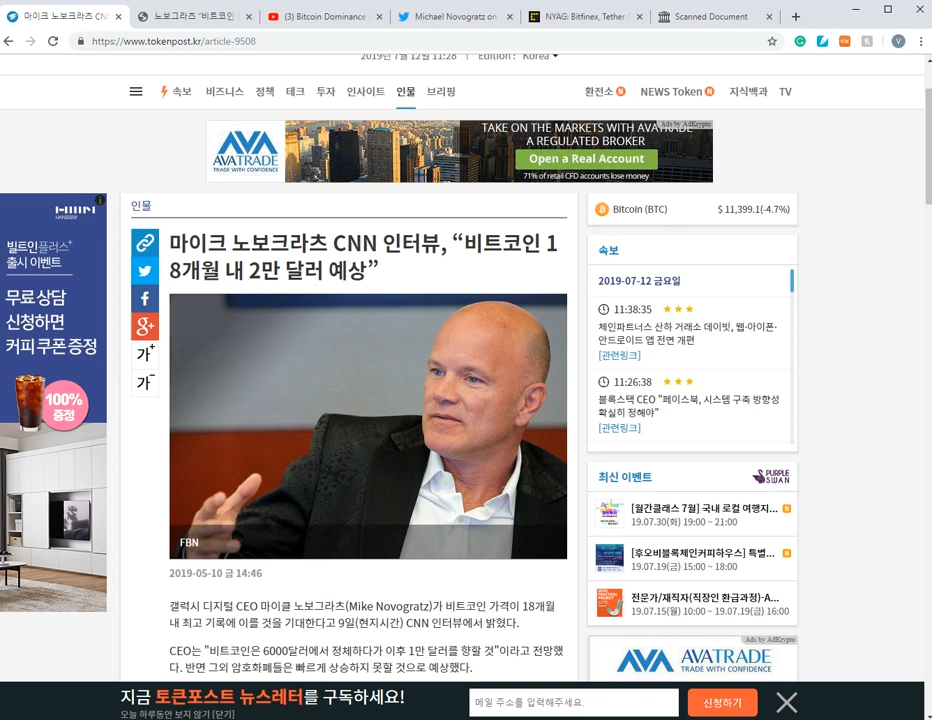 마이크 노보크라츠 CNN
노보그라츠 "비트코인
(3) Bitcoin Dominance
Michael Novogratz on
NYAG: Bitfinex, Tether
Scanned Document
https://www.tokenpost.kr/article-9508
2019년 7월 12일 11:28 | Edition: Korea
속보 비즈니스 정책 테크 투자 인사이트 인물 브리핑 환전소 N NEWS Token N 지식백과 TV
Ads by AdKrypto
AVATRADE
TRADE WITH CONFIDENCE
TAKE ON THE MARKETS WITH AVATRADE
A REGULATED BROKER
Open a Real Account
71% of retail CFD accounts lose money
HANSSEM
빌트인플러스+
출시 이벤트
무료상담
신청하면
커피쿠폰증정
100%
증정
인물
마이크 노보크라츠 CNN 인터뷰, “비트코인 1
8개월 내 2만 달러 예상”
가+
가-
FBN
2019-05-10 금 14:46
갤럭시 디지털 CEO 마이클 노보그라츠(Mike Novogratz)가 비트코인 가격이 18개월
내 최고 기록에 이를 것을 기대한다고 9일(현지시간) CNN 인터뷰에서 밝혔다.
CEO는 "비트코인은 6000달러에서 정체하다가 이후 1만 달러를 향할 것"이라고 전망했
다. 반면 그외 암호화폐들은 빠르게 상승하지 못할 것으로 예상했다.
Bitcoin (BTC) $ 11,399.1(-4.7%)
속보
2019-07-12 금요일
11:38:35
체인파트너스 산하 거래소 데이빗, 웹·아이폰·
안드로이드 앱 전면 개편
[관련링크]
11:26:38
블록스택 CEO "페이스북, 시스템 구축 방향성
확실히 정해야"
[관련링크]
최신 이벤트
PURPLE
SWAN
[월간클래스 7월] 국내 로컬 여행지... N
19.07.30(화) 19:00 ~ 21:00
[후오비블록체인커피하우스] 특별... N
19.07.19(금) 15:00 ~ 18:00
전문가/재직자(직장인 환급과정)-A...
19.07.15(월) 10:00 ~ 19.07.19(금) 16:00
Ads by AdKrypto
AVATRADE
TRADE WITH CONFIDENCE
지금 토큰포스트 뉴스레터를 구독하세요!
오늘 하루동안 보지 않기 [닫기]
메일 주소를 입력해주세요.
신청하기